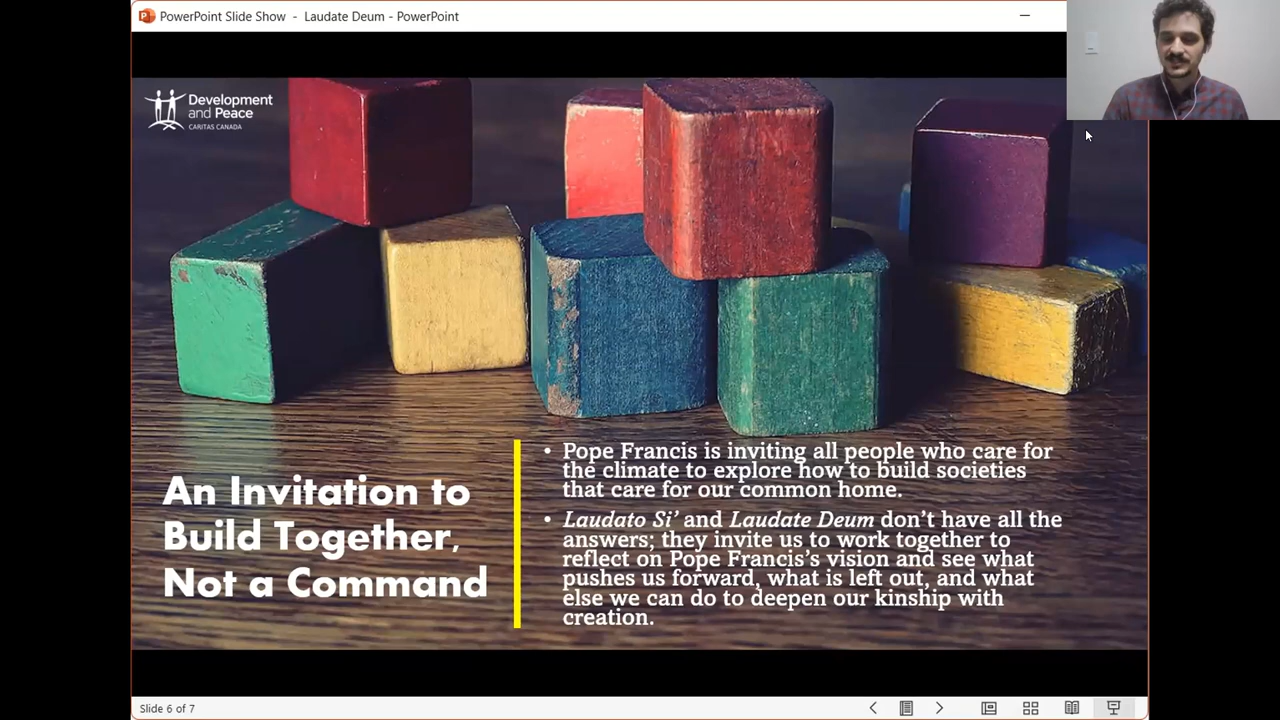 PowerPoint Slide Show - Laudate Deum - PowerPoint
Development
and Peace
CARITAS CANADA
An Invitation to
Build Together,
Not a Command
• Pope Francis is inviting all people who care for
the climate to explore how to build societies
that care for our common home.
• Laudato Si’ and Laudate Deum don’t have all the
answers; they invite us to work together to
reflect on Pope Francis’s vision and see what
pushes us forward, what is left out, and what
else we can do to deepen our kinship with
creation.
Slide 6 of 7